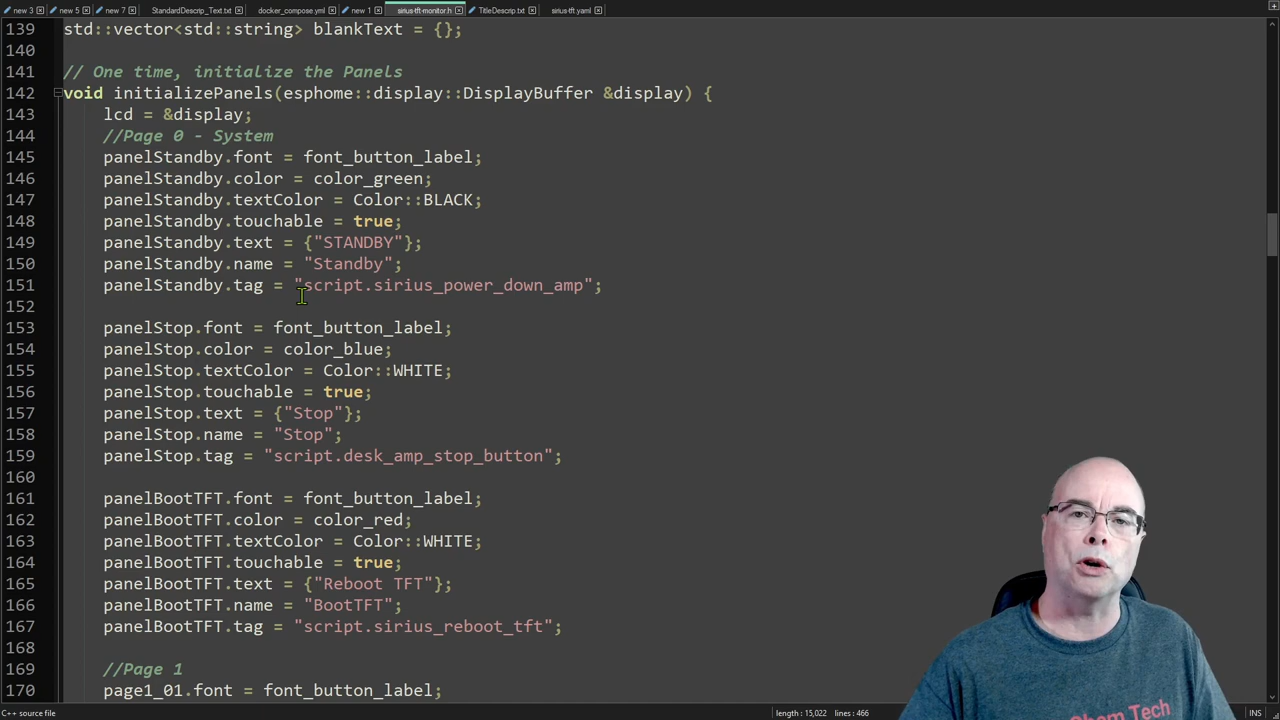 new 3
new 5
new 7
StandardDescrip_Text.txt
docker_compose.yml
new 1
sirius-tft-monitor.h
TitleDescrip.txt
sirius-tft.yaml
139 std::vector<std::string> blankText = {};
140
141 // One time, initialize the Panels
142 void initializePanels(esphome::display::DisplayBuffer &display) {
143 lcd = &display;
144 //Page 0 - System
145 panelStandby.font = font_button_label;
146 panelStandby.color = color_green;
147 panelStandby.textColor = Color::BLACK;
148 panelStandby.touchable = true;
149 panelStandby.text = {"STANDBY"};
150 panelStandby.name = "Standby";
151 panelStandby.tag = "script.sirius_power_down_amp";
152
153 panelStop.font = font_button_label;
154 panelStop.color = color_blue;
155 panelStop.textColor = Color::WHITE;
156 panelStop.touchable = true;
157 panelStop.text = {"Stop"};
158 panelStop.name = "Stop";
159 panelStop.tag = "script.desk_amp_stop_button";
160
161 panelBootTFT.font = font_button_label;
162 panelBootTFT.color = color_red;
163 panelBootTFT.textColor = Color::WHITE;
164 panelBootTFT.touchable = true;
165 panelBootTFT.text = {"Reboot TFT"};
166 panelBootTFT.name = "BootTFT";
167 panelBootTFT.tag = "script.sirius_reboot_tft";
168
169 //Page 1
170 page1_01.font = font_button_label;
Tech
C++ source file
length : 15,022 lines : 466
INS